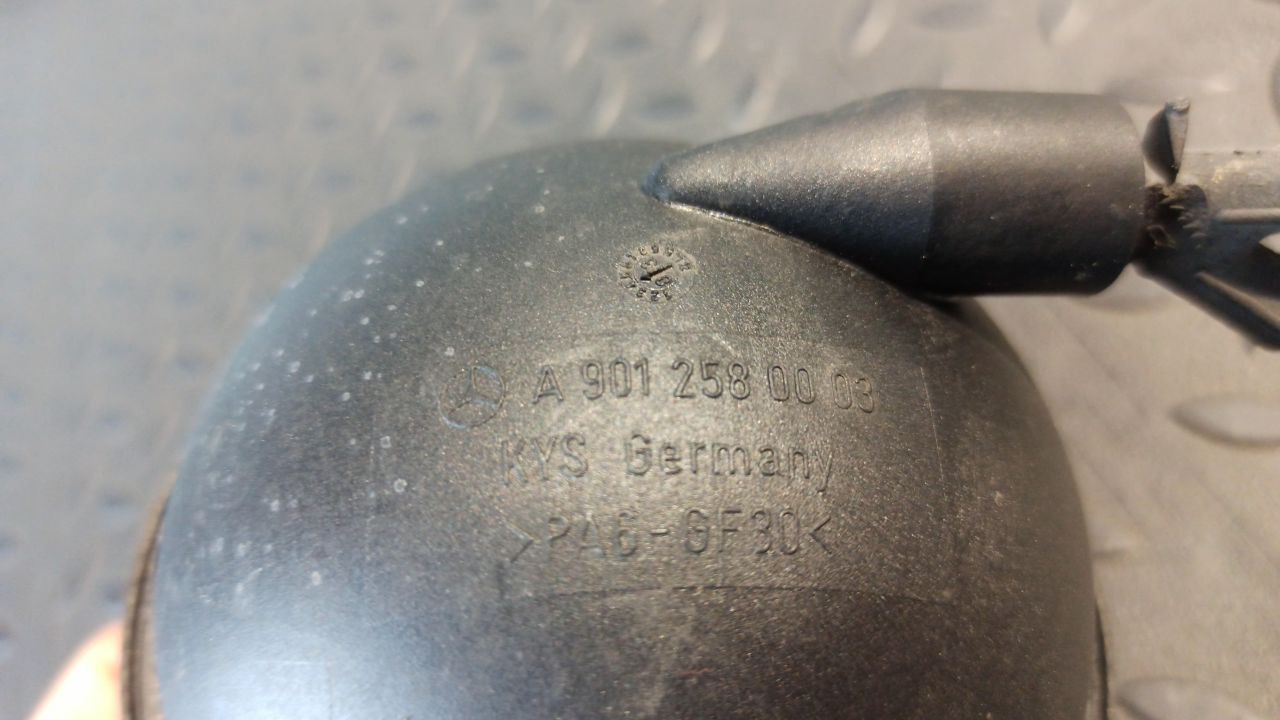 A 901 258 00 03
KYS Germany
>PA6-GF30<